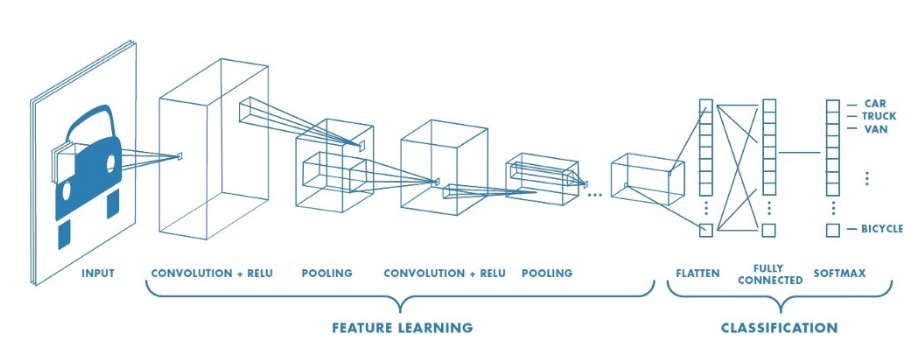 CAR
TRUCK
VAN
BICYCLE
INPUT
CONVOLUTION + RELU
POOLING
CONVOLUTION + RELU
POOLING
FLATTEN
FULLY
CONNECTED
SOFTMAX
FEATURE LEARNING
CLASSIFICATION